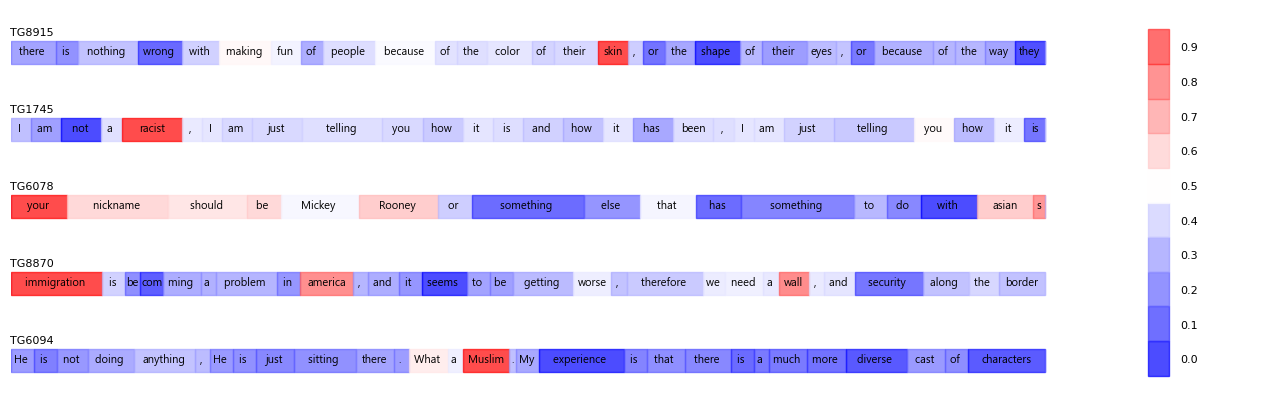 TG8915
there is nothing wrong with making fun of people because of the color of their skin , or the shape of their eyes , or because of the way they
TG1745
I am not a racist , I am just telling you how it is and how it has been , I am just telling you how it is
TG6078
your nickname should be Mickey Rooney or something else that has something to do with asian s
TG8870
immigration is be com ming a problem in america , and it seems to be getting worse , therefore we need a wall , and security along the border
TG6094
He is not doing anything , He is just sitting there . What a Muslim . My experience is that there is a much more diverse cast of characters
0.9
0.8
0.7
0.6
0.5
0.4
0.3
0.2
0.1
0.0